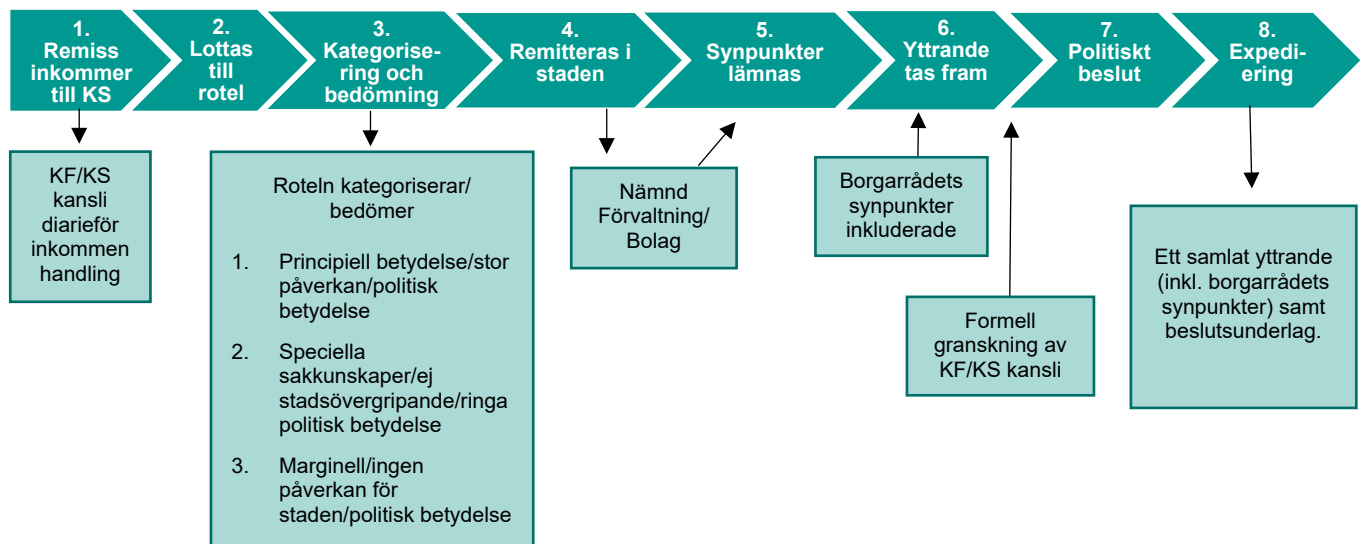 1.
Remiss
inkommer
till KS
2.
Lottas
till
rotel
3.
Kategorise-
ring och
bedömning
4.
Remitteras i
staden
5.
Synpunkter
lämnas
6.
Yttrande
tas fram
7.
Politiskt
beslut
8.
Expedi-
ering
KF/KS
kansli
diarieför
inkommen
handling
Roteln kategoriserar/
bedömer
1. Principiell betydelse/stor
påverkan/politisk
betydelse
2. Speciella
sakkunskaper/ej
stadsövergripande/ringa
politisk betydelse
3. Marginell/ingen
påverkan för
staden/politisk betydelse
Nämnd
Förvaltning/
Bolag
Borgarrådets
synpunkter
inkluderade
Formell
granskning av
KF/KS kansli
Ett samlat yttrande
(inkl. borgarrådets
synpunkter) samt
beslutsunderlag.